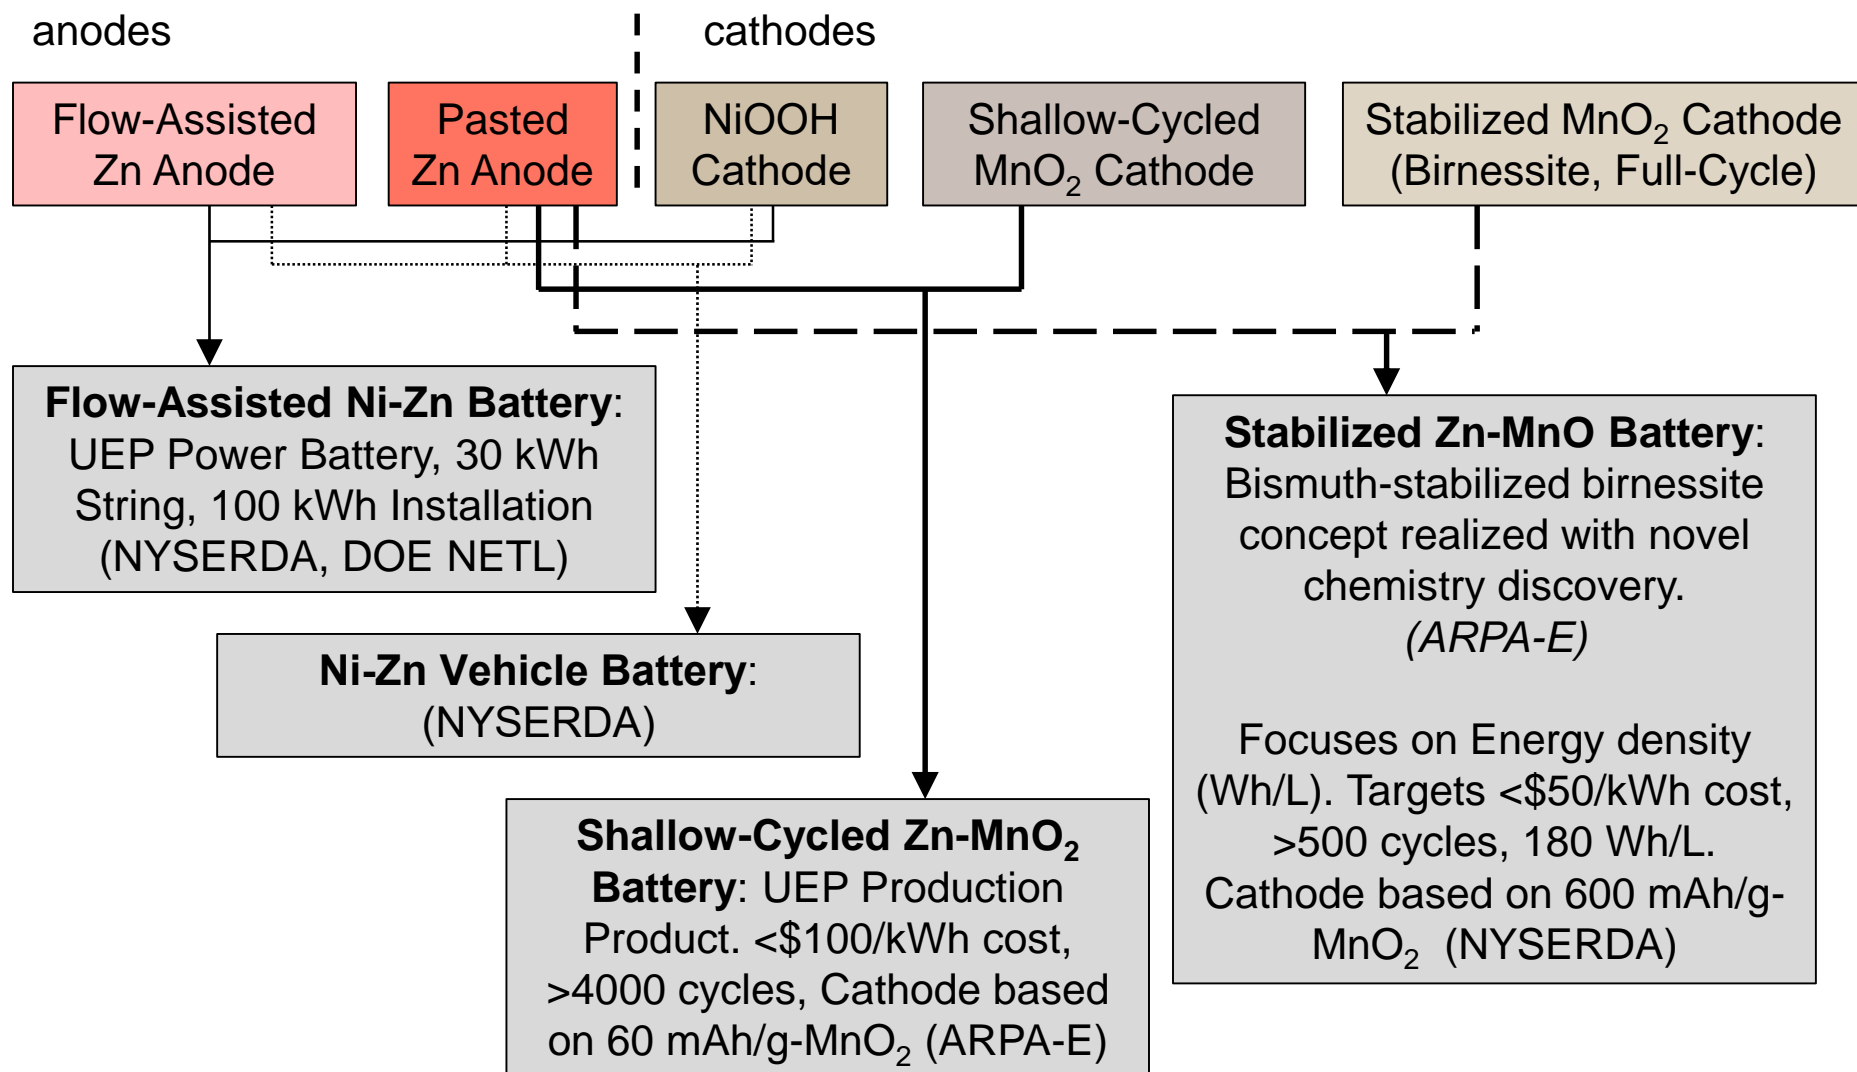 anodes
cathodes
Flow-Assisted
Zn Anode
Pasted
Zn Anode
NiOOH
Cathode
Shallow-Cycled
MnO₂ Cathode
Stabilized MnO₂ Cathode
(Birnessite, Full-Cycle)
Flow-Assisted Ni-Zn Battery:
UEP Power Battery, 30 kWh
String, 100 kWh Installation
(NYSERDA, DOE NETL)
Ni-Zn Vehicle Battery:
(NYSERDA)
Shallow-Cycled Zn-MnO₂
Battery: UEP Production
Product. <$100/kWh cost,
>4000 cycles, Cathode based
on 60 mAh/g-MnO₂ (ARPA-E)
Stabilized Zn-MnO Battery:
Bismuth-stabilized birnessite
concept realized with novel
chemistry discovery.
(ARPA-E)
Focuses on Energy density
(Wh/L). Targets <$50/kWh cost,
>500 cycles, 180 Wh/L.
Cathode based on 600 mAh/g-
MnO₂ (NYSERDA)